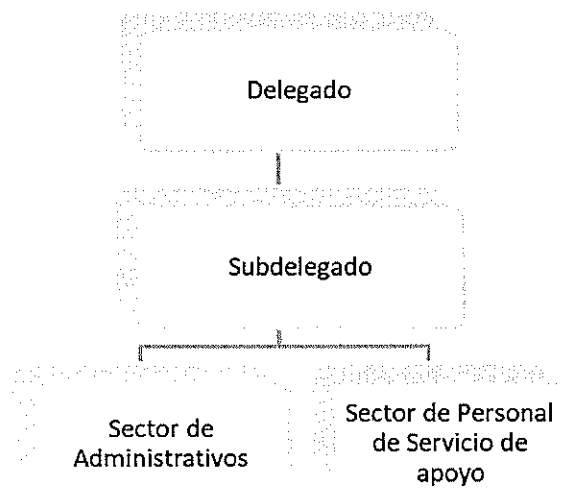 Delegado
Subdelegado
Sector de
Administrativos
Sector de Personal
de Servicio de
apoyo